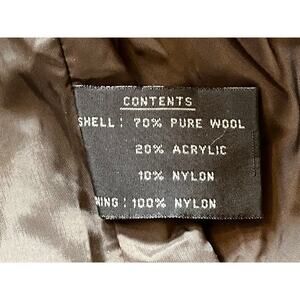 CONTENTS
SHELL: 70% PURE WOOL
20% ACRYLIC
10% NYLON
NING: 100% NYLON